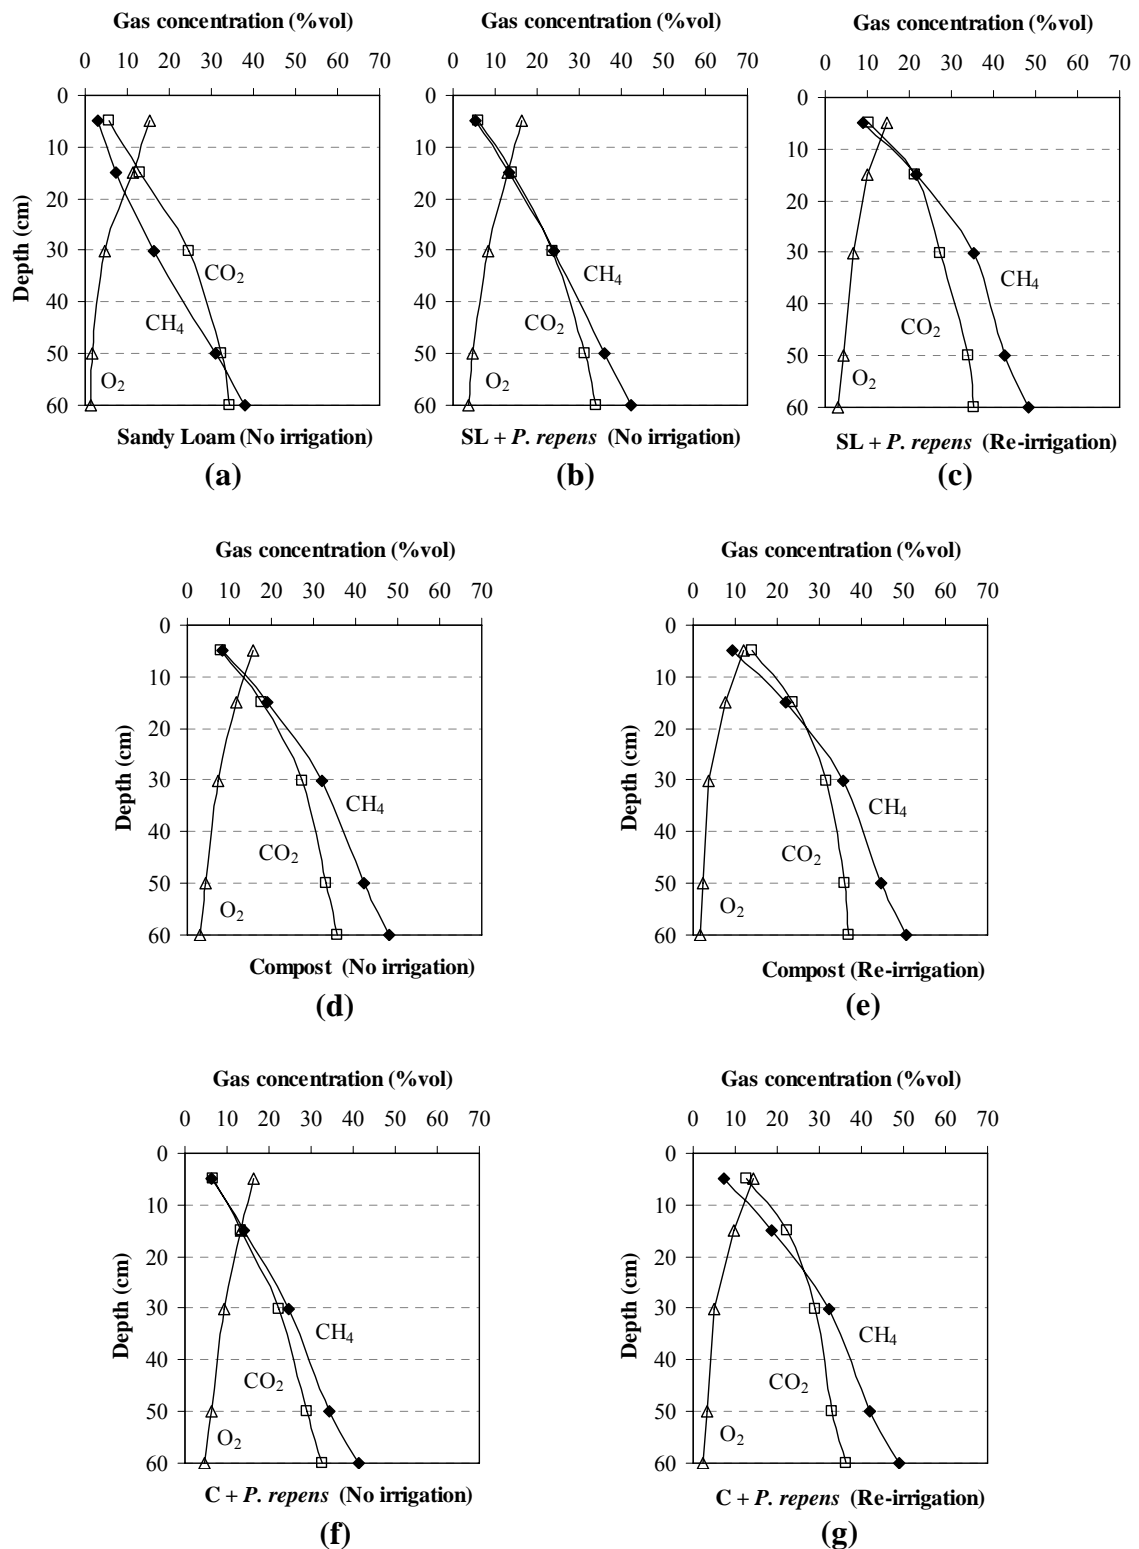 Gas concentration (%vol) Gas concentration (%vol) Gas concentration (%vol)
0 10 20 30 40 50 60 70 0 10 20 30 40 50 60 70 0 10 20 30 40 50 60 70
0 0 0
10 10 10
20 20 20
30 30 30
40 40 40
50 50 50
60 60 60
Depth (cm)
CO2 CH4 O2
CH4 CO2 O2
CH4 CO2 O2
Sandy Loam (No irrigation) SL + P. repens (No irrigation) SL + P. repens (Re-irrigation)
(a) (b) (c)
Gas concentration (%vol) Gas concentration (%vol)
0 10 20 30 40 50 60 70 0 10 20 30 40 50 60 70
0 0
10 10
20 20
30 30
40 40
50 50
60 60
Depth (cm) Depth (cm)
CH4 CO2 O2
CH4 CO2 O2
Compost (No irrigation) Compost (Re-irrigation)
(d) (e)
Gas concentration (%vol) Gas concentration (%vol)
0 10 20 30 40 50 60 70 0 10 20 30 40 50 60 70
0 0
10 10
20 20
30 30
40 40
50 50
60 60
Depth (cm) Depth (cm)
CH4 CO2 O2
CH4 CO2 O2
C + P. repens (No irrigation) C + P. repens (Re-irrigation)
(f) (g)